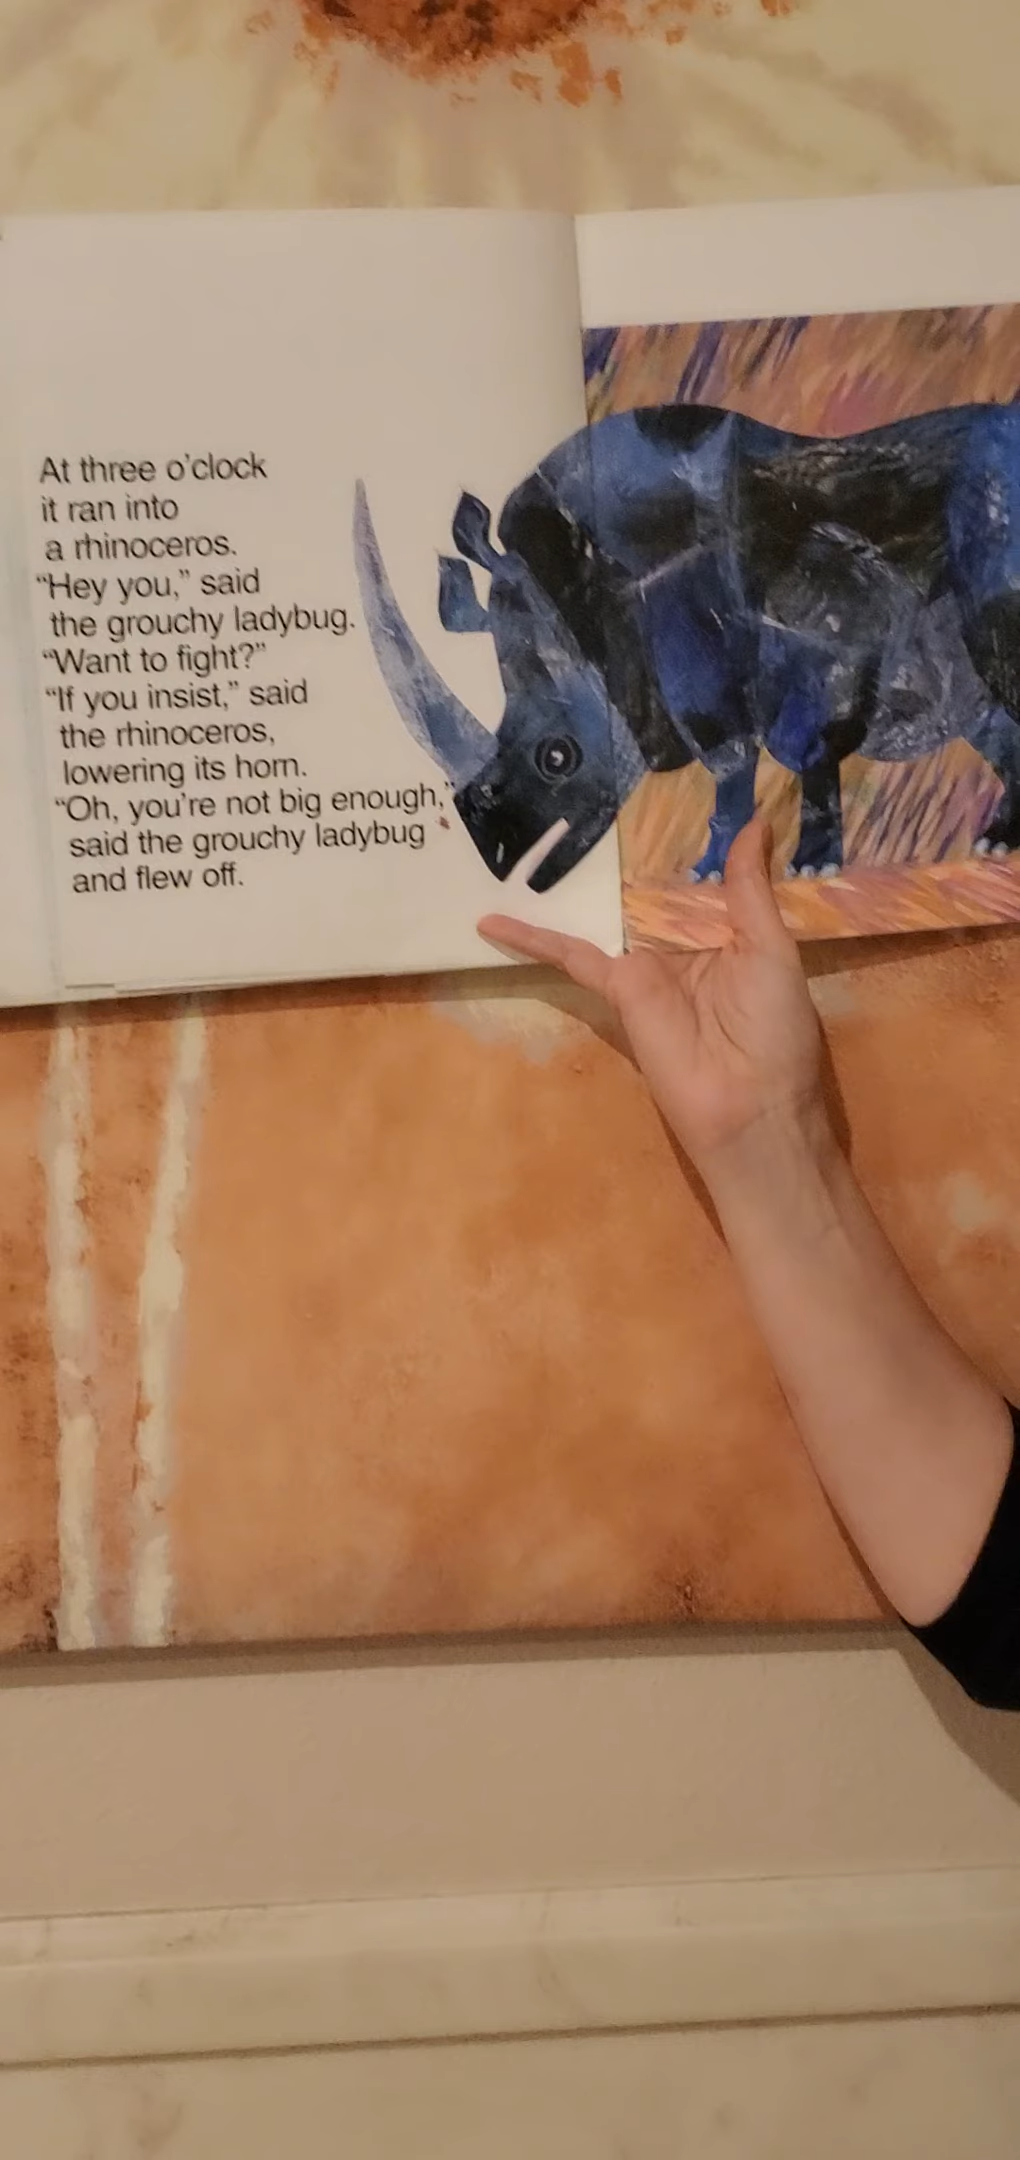 At three o'clock
it ran into
a rhinoceros.
“Hey you,” said
the grouchy ladybug.
“Want to fight?”
“If you insist,” said
the rhinoceros,
lowering its horn.
“Oh, you're not big enough,”
said the grouchy ladybug
and flew off.